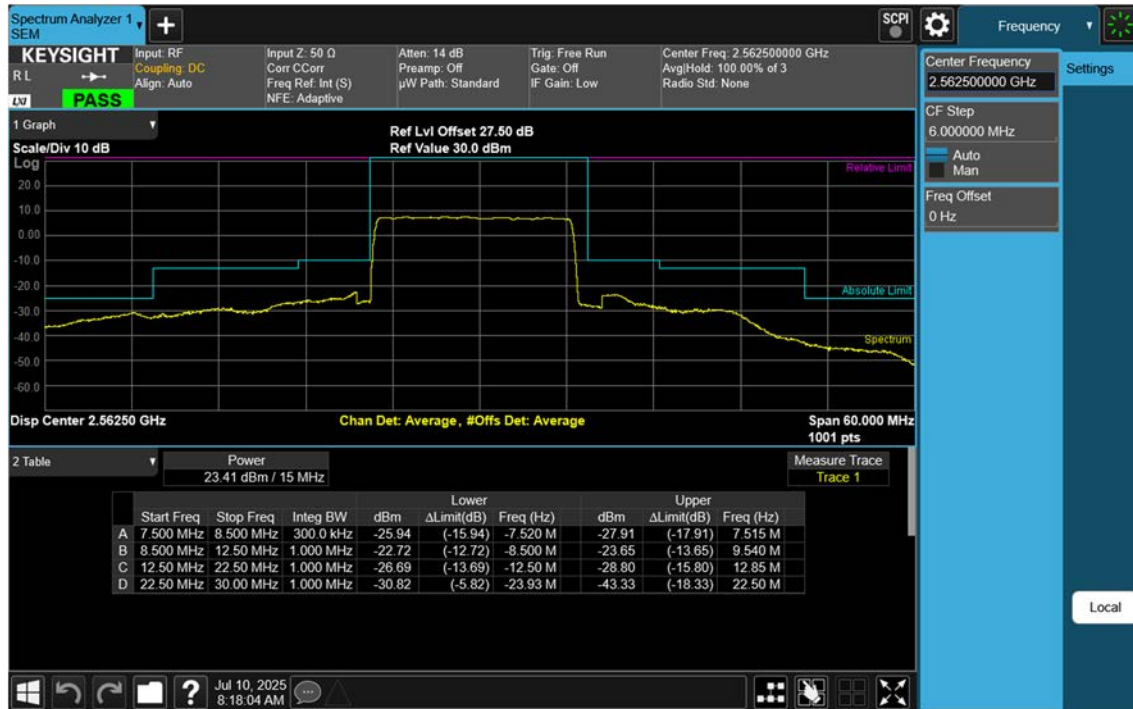 Spectrum Analyzer 1
SEM
SCPI
Frequency
KEYSIGHT
R L
LXI
PASS
Input: RF
Coupling: DC
Align: Auto
Input Z: 50 Ω
Corr CCorr
Freq Ref: Int (S)
NFE: Adaptive
Atten: 14 dB
Preamp: Off
µW Path: Standard
Trig: Free Run
Gate: Off
IF Gain: Low
Center Freq: 2.562500000 GHz
Avg|Hold: 100.00% of 3
Radio Std: None
Center Frequency
2.562500000 GHz
Settings
CF Step
6.000000 MHz
Auto
Man
Freq Offset
0 Hz
1 Graph
Scale/Div 10 dB
Ref Lvl Offset 27.50 dB
Ref Value 30.0 dBm
Log
Relative Limit
20.0
10.0
0.00
-10.0
-20.0
Absolute Limit
-30.0
-40.0
Spectrum
-50.0
-60.0
Disp Center 2.56250 GHz
Chan Det: Average, #Offs Det: Average
Span 60.000 MHz
1001 pts
2 Table
Power
23.41 dBm / 15 MHz
Measure Trace
Trace 1
Lower Upper
Start Freq Stop Freq Integ BW dBm ΔLimit(dB) Freq (Hz) dBm ΔLimit(dB) Freq (Hz)
A 7.500 MHz 8.500 MHz 300.0 kHz -25.94 (-15.94) -7.520 M -27.91 (-17.91) 7.515 M
B 8.500 MHz 12.50 MHz 1.000 MHz -22.72 (-12.72) -8.500 M -23.65 (-13.65) 9.540 M
C 12.50 MHz 22.50 MHz 1.000 MHz -26.69 (-13.69) -12.50 M -28.80 (-15.80) 12.85 M
D 22.50 MHz 30.00 MHz 1.000 MHz -30.82 (-5.82) -23.93 M -43.33 (-18.33) 22.50 M
Local
?
Jul 10, 2025
8:18:04 AM